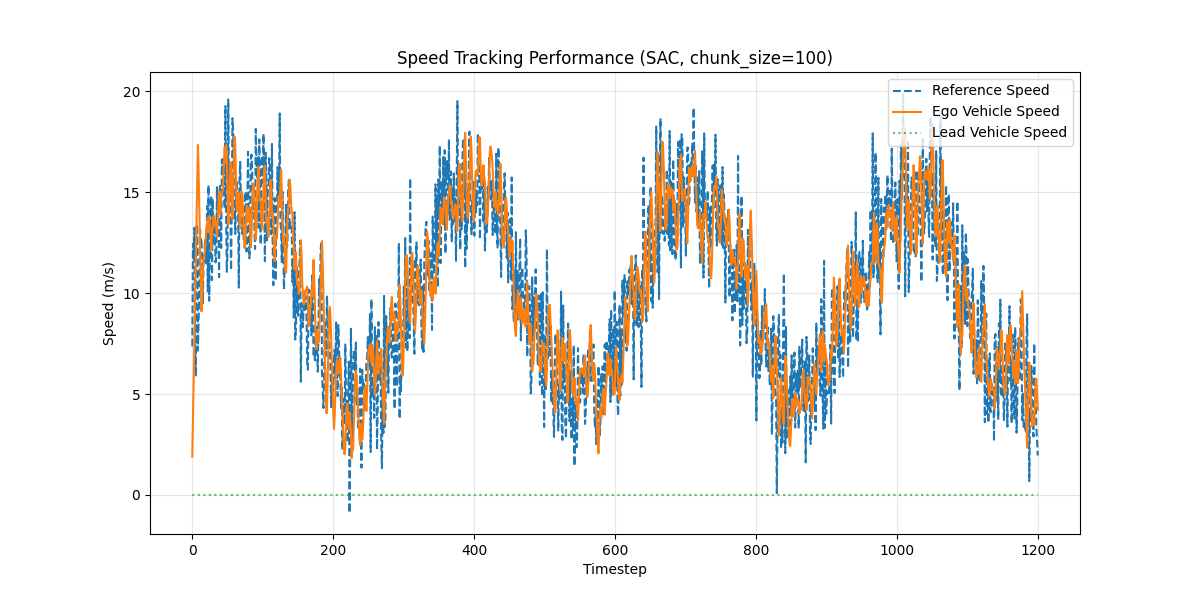 Speed Tracking Performance (SAC, chunk_size=100)
Reference Speed
Ego Vehicle Speed
Lead Vehicle Speed
Speed (m/s)
20
15
10
5
0
0 200 400 600 800 1000 1200
Timestep